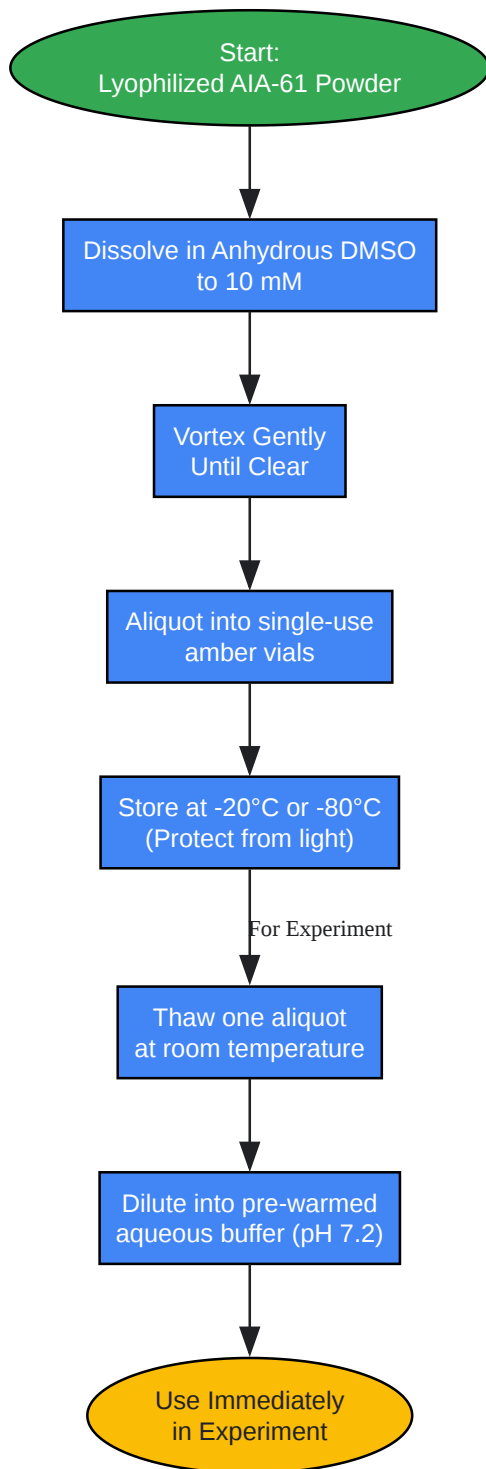 Start:
Lyophilized AIA-61 Powder
Dissolve in Anhydrous DMSO
to 10 mM
Vortex Gently
Until Clear
Aliquot into single-use
amber vials
Store at -20°C or -80°C
(Protect from light)
For Experiment
Thaw one aliquot
at room temperature
Dilute into pre-warmed
aqueous buffer (pH 7.2)
Use Immediately
in Experiment